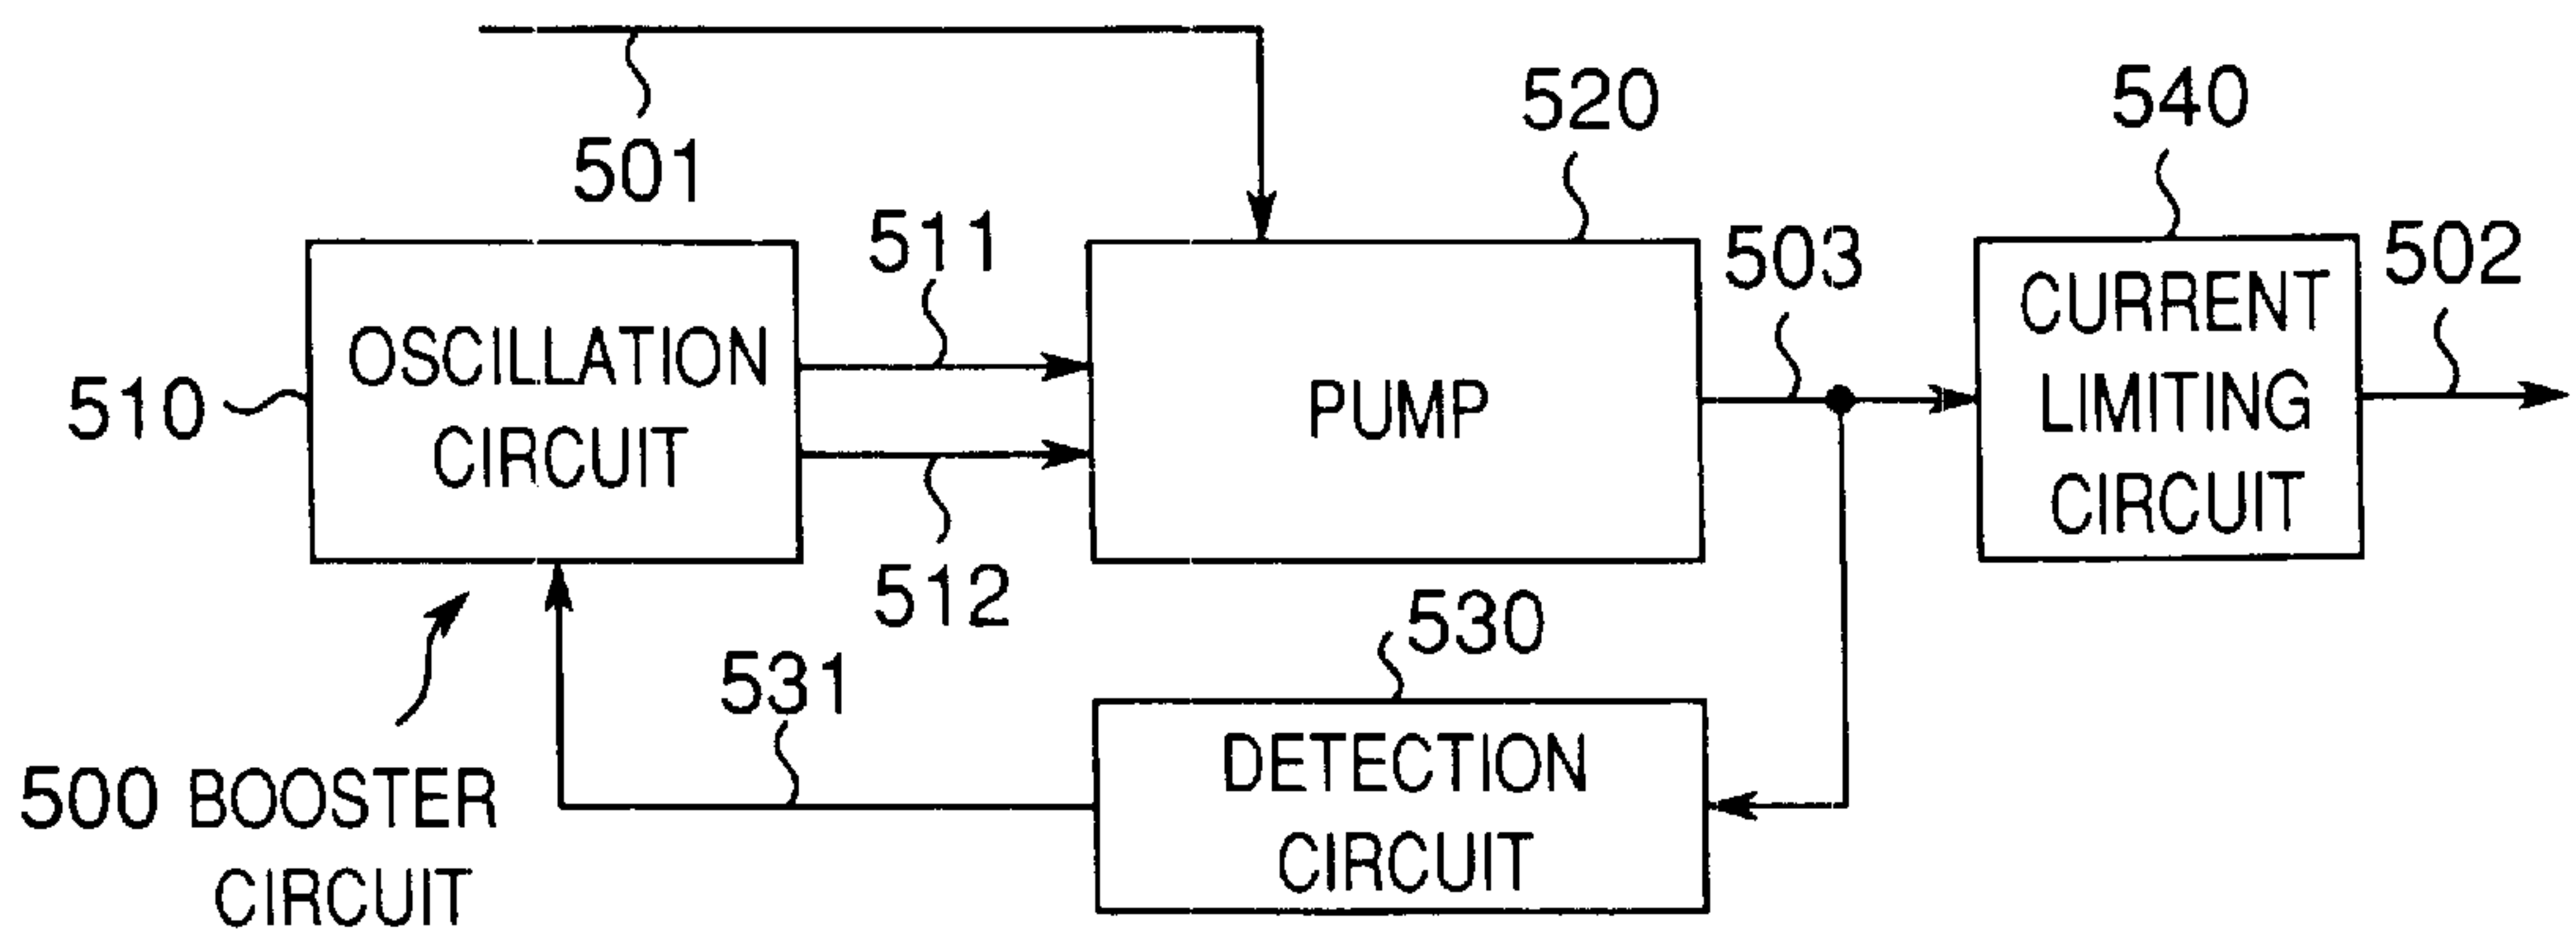 501
520
540
511
503
502
510
OSCILLATION
CIRCUIT
PUMP
CURRENT
LIMITING
CIRCUIT
512
531
530
DETECTION
CIRCUIT
500 BOOSTER
CIRCUIT